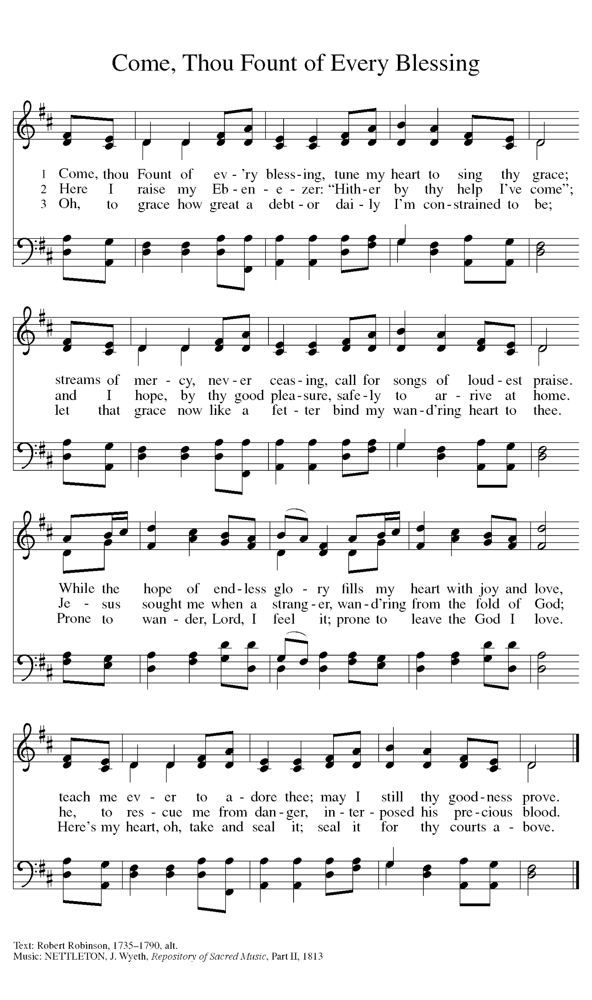 Come, Thou Fount of Every Blessing
1 Come, thou Fount of ev - 'ry bless - ing, tune my heart to sing thy grace;
2 Here I raise my Eb - en - e - zer: “Hith - er by thy help I've come”;
3 Oh, to grace how great a debt - or dai - ly I'm con - strained to be;
streams of mer - cy, nev - er ceas - ing, call for songs of loud - est praise.
and I hope, by thy good plea - sure, safe - ly to ar - rive at home.
let that grace now like a fet - ter bind my wan - d'ring heart to thee.
While the hope of end - less glo - ry fills my heart with joy and love,
Je - sus sought me when a strang - er, wan - d'ring from the fold of God;
Prone to wan - der, Lord, I feel it; prone to leave the God I love.
teach me ev - er to a - dore thee; may I still thy good - ness prove.
he, to res - cue me from dan - ger, in - ter - posed his pre - cious blood.
Here's my heart, oh, take and seal it; seal it for thy courts a - bove.
Text: Robert Robinson, 1735–1790, alt.
Music: NETTLETON, J. Wyeth, Repository of Sacred Music, Part II, 1813